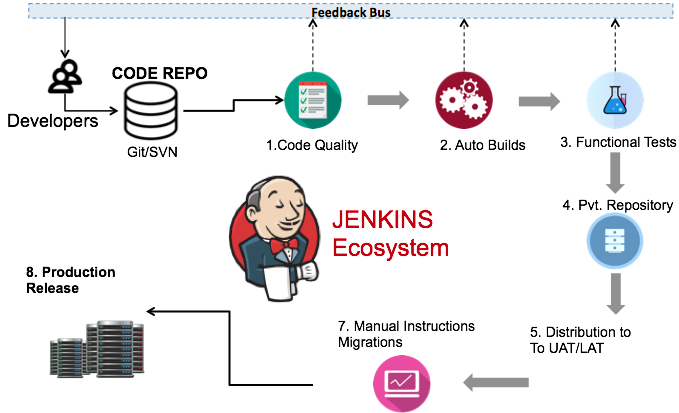 Feedback Bus
CODE REPO
Developers
Git/SVN
1.Code Quality
2. Auto Builds
3. Functional Tests
4. Pvt. Repository
JENKINS
Ecosystem
8. Production
Release
7. Manual Instructions
Migrations
5. Distribution to
To UAT/LAT